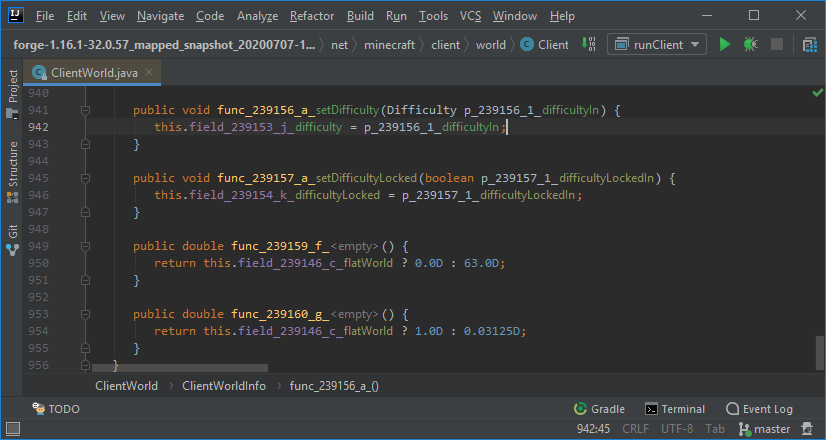 File Edit View Navigate Code Analyze Refactor Build Run Tools VCS Window Help
forge-1.16.1-32.0.57_mapped_snapshot_20200707-1... net minecraft client world Client runClient
Project
Structure
Git
ClientWorld.java
940
941 public void func_239156_a_setDifficulty(Difficulty p_239156_1_difficultyIn) {
942 this.field_239153_j_difficulty = p_239156_1_difficultyIn;
943 }
944
945 public void func_239157_a_setDifficultyLocked(boolean p_239157_1_difficultyLockedIn) {
946 this.field_239154_k_difficultyLocked = p_239157_1_difficultyLockedIn;
947 }
948
949 public double func_239159_f_<empty>() {
950 return this.field_239146_c_flatWorld ? 0.0D : 63.0D;
951 }
952
953 public double func_239160_g_<empty>() {
954 return this.field_239146_c_flatWorld ? 1.0D : 0.03125D;
955 }
956 }
ClientWorld ClientWorldInfo func_239156_a_()
TODO Gradle Terminal Event Log
942:45 CRLF UTF-8 Tab master